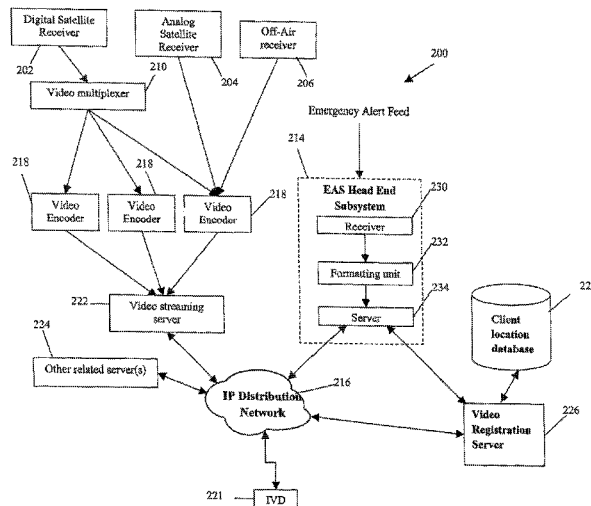 Digital Satellite
Receiver
202
Analog
Satellite
Receiver
204
Off-Air
receiver
206
200
Video multiplexer
210
Emergency Alert Feed
214
EAS Head End
Subsystem
Receiver
230
Formatting unit
232
Server
234
218
Video
Encoder
218
Video
Encoder
Video
Encoder
218
222
Video streaming
server
224
Other related server(s)
IP Distribution
Network
216
Client
location
database
22
Video
Registration
Server
226
221
IVD